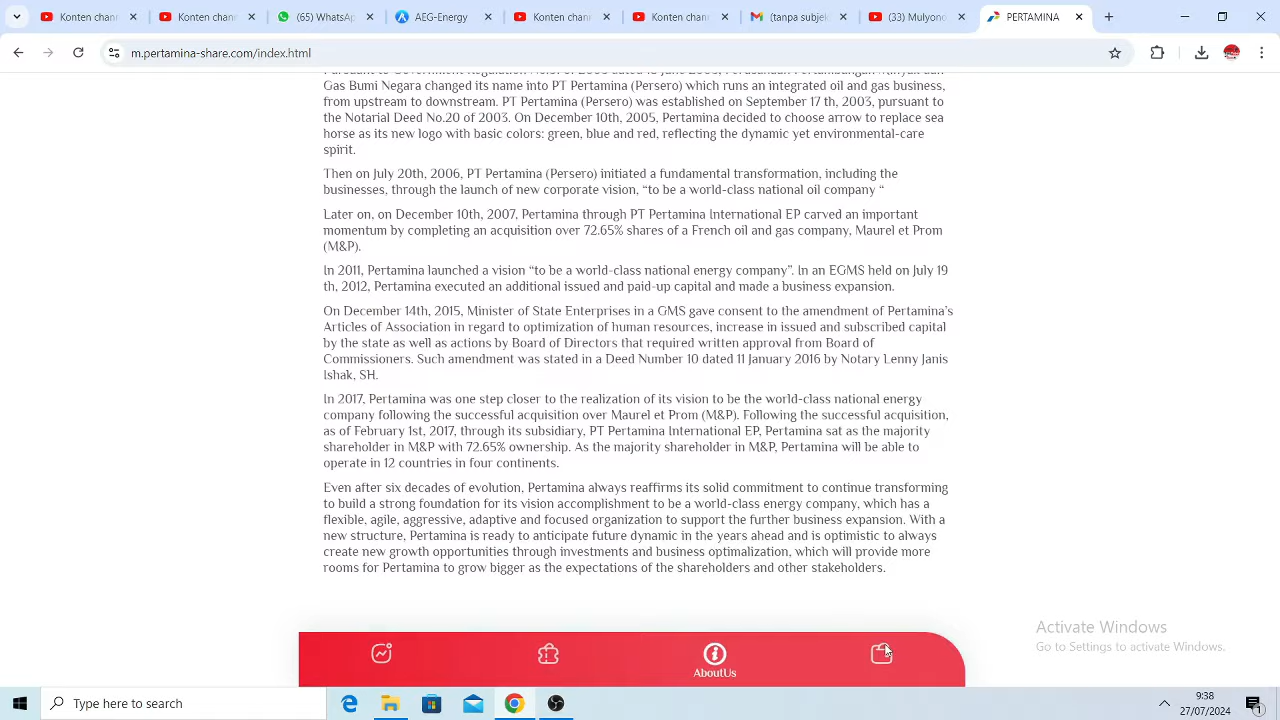 Konten channel
Konten channel
(65) WhatsApp
AEG-Energy
Konten channel
Konten channel
(tanpa subjek
(33) Mulyono
PERTAMINA
m.pertamina-share.com/index.html
Gas Bumi Negara changed its name into PT Pertamina (Persero) which runs an integrated oil and gas business,
from upstream to downstream. PT Pertamina (Persero) was established on September 17 th, 2003, pursuant to
the Notarial Deed No.20 of 2003. On December 10th, 2005, Pertamina decided to choose arrow to replace sea
horse as its new logo with basic colors: green, blue and red, reflecting the dynamic yet environmental-care
spirit.
Then on July 20th, 2006, PT Pertamina (Persero) initiated a fundamental transformation, including the
businesses, through the launch of new corporate vision, “to be a world-class national oil company “
Later on, on December 10th, 2007, Pertamina through PT Pertamina International EP carved an important
momentum by completing an acquisition over 72.65% shares of a French oil and gas company, Maurel et Prom
(M&P).
In 2011, Pertamina launched a vision “to be a world-class national energy company”. In an EGMS held on July 19
th, 2012, Pertamina executed an additional issued and paid-up capital and made a business expansion.
On December 14th, 2015, Minister of State Enterprises in a GMS gave consent to the amendment of Pertamina’s
Articles of Association in regard to optimization of human resources, increase in issued and subscribed capital
by the state as well as actions by Board of Directors that required written approval from Board of
Commissioners. Such amendment was stated in a Deed Number 10 dated 11 January 2016 by Notary Lenny Janis
Ishak, SH.
In 2017, Pertamina was one step closer to the realization of its vision to be the world-class national energy
company following the successful acquisition over Maurel et Prom (M&P). Following the successful acquisition,
as of February 1st, 2017, through its subsidiary, PT Pertamina International EP, Pertamina sat as the majority
shareholder in M&P with 72.65% ownership. As the majority shareholder in M&P, Pertamina will be able to
operate in 12 countries in four continents.
Even after six decades of evolution, Pertamina always reaffirms its solid commitment to continue transforming
to build a strong foundation for its vision accomplishment to be a world-class energy company, which has a
flexible, agile, aggressive, adaptive and focused organization to support the further business expansion. With a
new structure, Pertamina is ready to anticipate future dynamic in the years ahead and is optimistic to always
create new growth opportunities through investments and business optimalization, which will provide more
rooms for Pertamina to grow bigger as the expectations of the shareholders and other stakeholders.
Activate Windows
Go to Settings to activate Windows.
AboutUs
Type here to search
9:38
27/07/2024
1